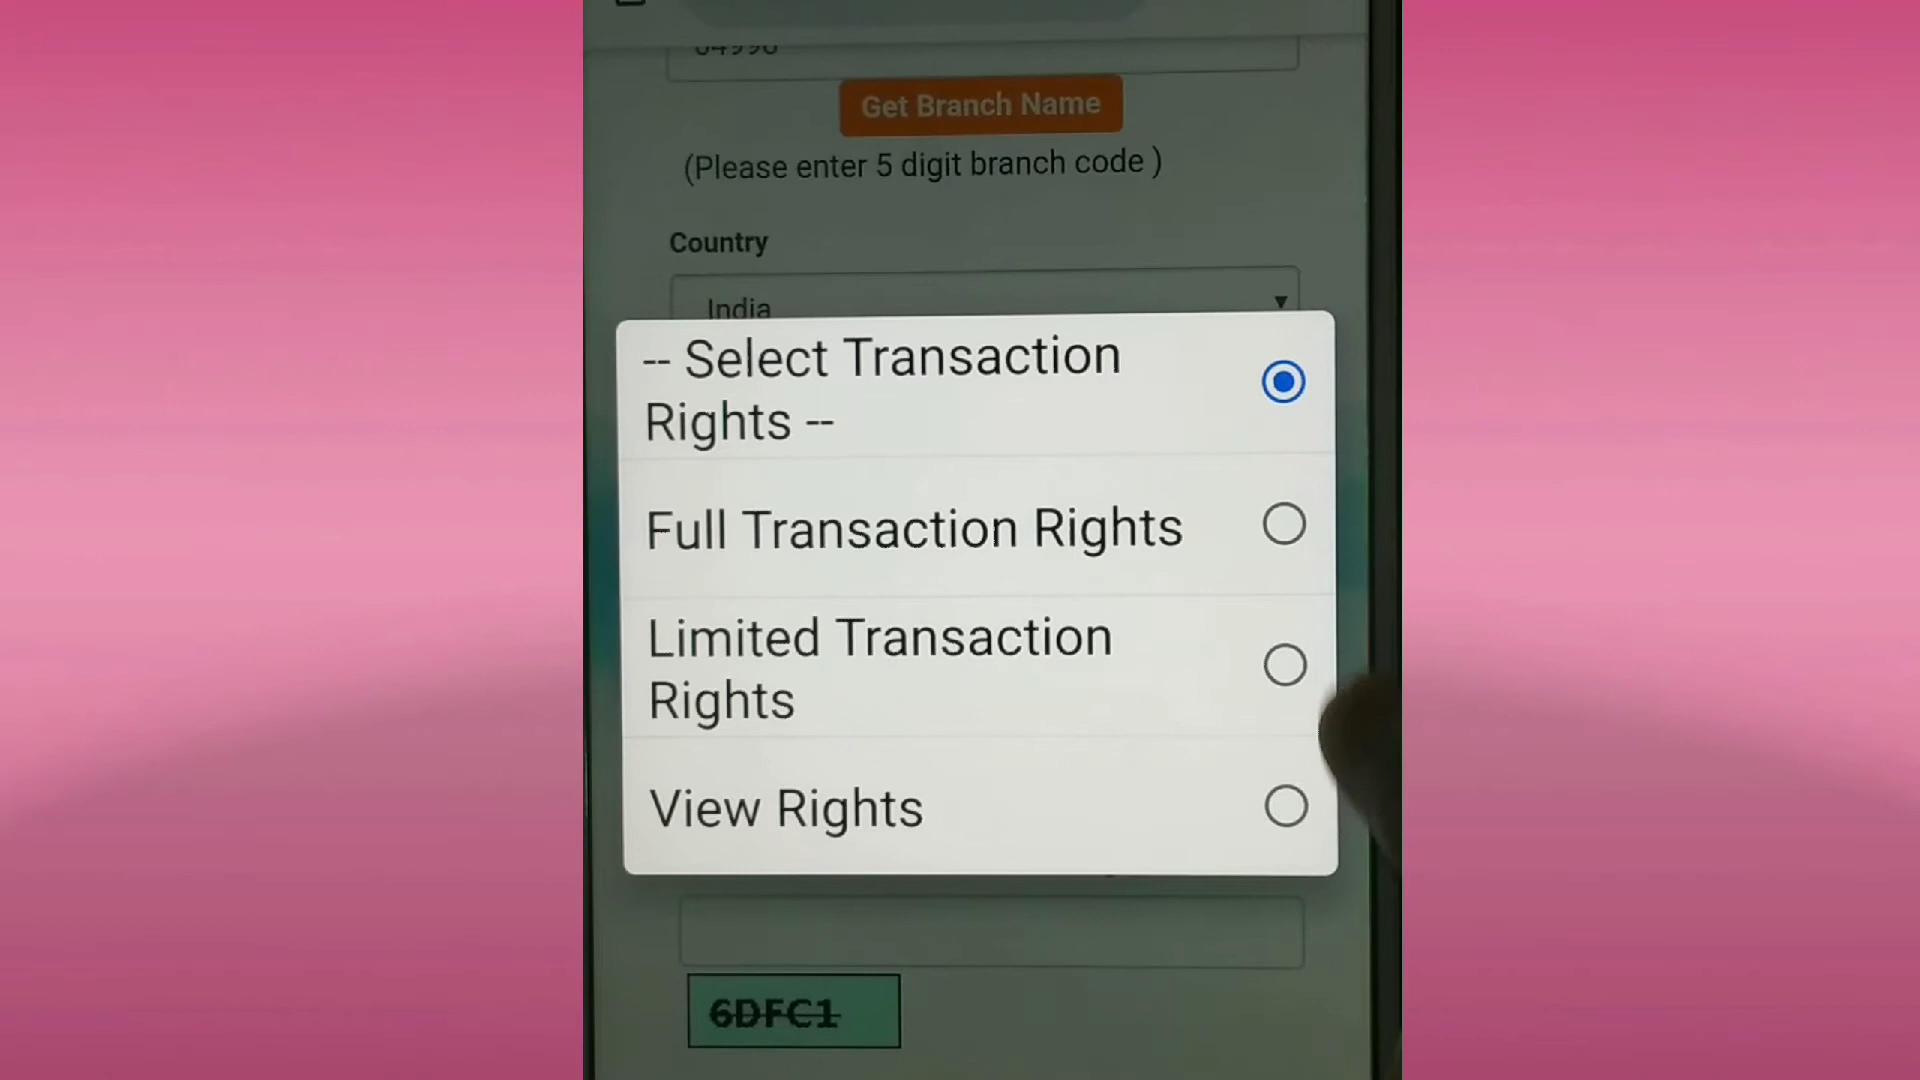 Get Branch Name
(Please enter 5 digit branch code )
Country
India
-- Select Transaction
Rights --
Full Transaction Rights
Limited Transaction
Rights
View Rights
6DFC1